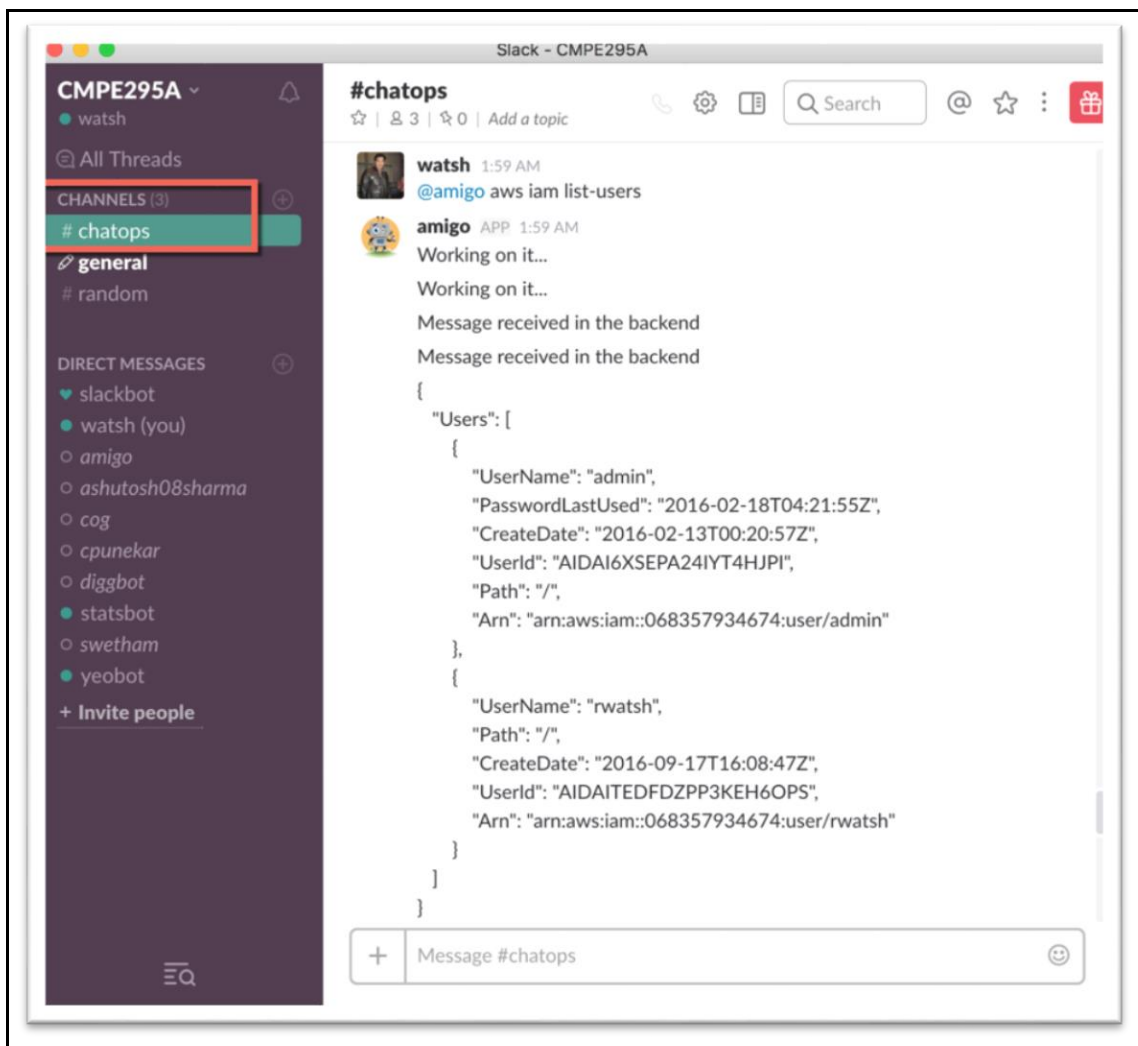 Slack - CMPE295A
CMPE295A
watsh
All Threads
CHANNELS (3)
# chatops
general
# random
DIRECT MESSAGES
slackbot
watsh (you)
amigo
ashutosh08sharma
cog
cpunekar
diggbot
statsbot
swetham
yeobot
+ Invite people
#chatops
3 | 0 | Add a topic
Search
watsh 1:59 AM
@amigo aws iam list-users
amigo APP 1:59 AM
Working on it...
Working on it...
Message received in the backend
Message received in the backend
{
"Users": [
{
"UserName": "admin",
"PasswordLastUsed": "2016-02-18T04:21:55Z",
"CreateDate": "2016-02-13T00:20:57Z",
"UserId": "AIDAI6XSEPA24IYT4HJPI",
"Path": "/",
"Arn": "arn:aws:iam::068357934674:user/admin"
},
{
"UserName": "rwatsh",
"Path": "/",
"CreateDate": "2016-09-17T16:08:47Z",
"UserId": "AIDAITEDFDZPP3KEH6OPS",
"Arn": "arn:aws:iam::068357934674:user/rwatsh"
}
]
}
Message #chatops